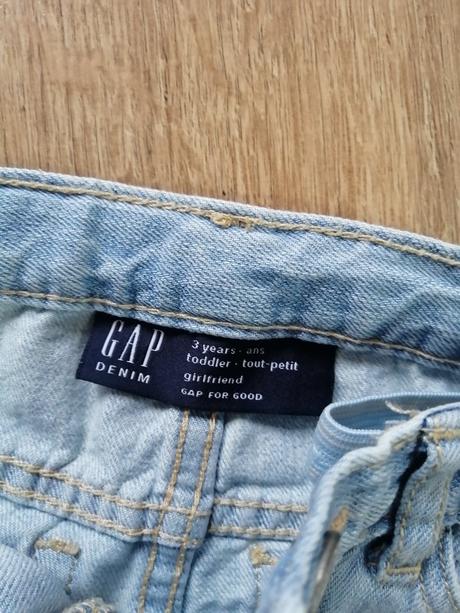 GAP
DENIM
3 years · ans
toddler · tout-petit
girlfriend
GAP FOR GOOD